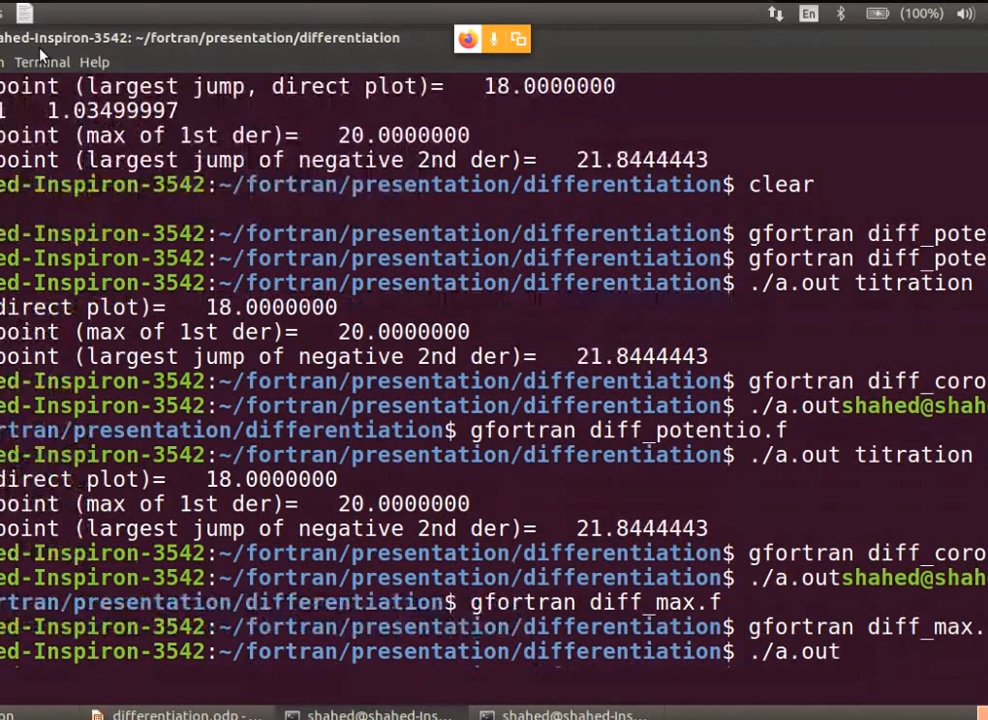 En (100%)
ahed-Inspiron-3542: ~/fortran/presentation/differentiation
Terminal Help
point (largest jump, direct plot)= 18.0000000
1 1.03499997
point (max of 1st der)= 20.0000000
point (largest jump of negative 2nd der)= 21.8444443
ed-Inspiron-3542:~/fortran/presentation/differentiation$ clear
ed-Inspiron-3542:~/fortran/presentation/differentiation$ gfortran diff_pote
ed-Inspiron-3542:~/fortran/presentation/differentiation$ gfortran diff_pote
ed-Inspiron-3542:~/fortran/presentation/differentiation$ ./a.out titration
direct plot)= 18.0000000
point (max of 1st der)= 20.0000000
point (largest jump of negative 2nd der)= 21.8444443
ed-Inspiron-3542:~/fortran/presentation/differentiation$ gfortran diff_coro
ed-Inspiron-3542:~/fortran/presentation/differentiation$ ./a.outshahed@shah
rtran/presentation/differentiation$ gfortran diff_potentio.f
ed-Inspiron-3542:~/fortran/presentation/differentiation$ ./a.out titration
direct plot)= 18.0000000
point (max of 1st der)= 20.0000000
point (largest jump of negative 2nd der)= 21.8444443
ed-Inspiron-3542:~/fortran/presentation/differentiation$ gfortran diff_coro
ed-Inspiron-3542:~/fortran/presentation/differentiation$ ./a.outshahed@shah
rtran/presentation/differentiation$ gfortran diff_max.f
ed-Inspiron-3542:~/fortran/presentation/differentiation$ gfortran diff_max.
ed-Inspiron-3542:~/fortran/presentation/differentiation$ ./a.out
differentiation.odp -... shahed@shahed-Ins... shahed@shahed-Ins...